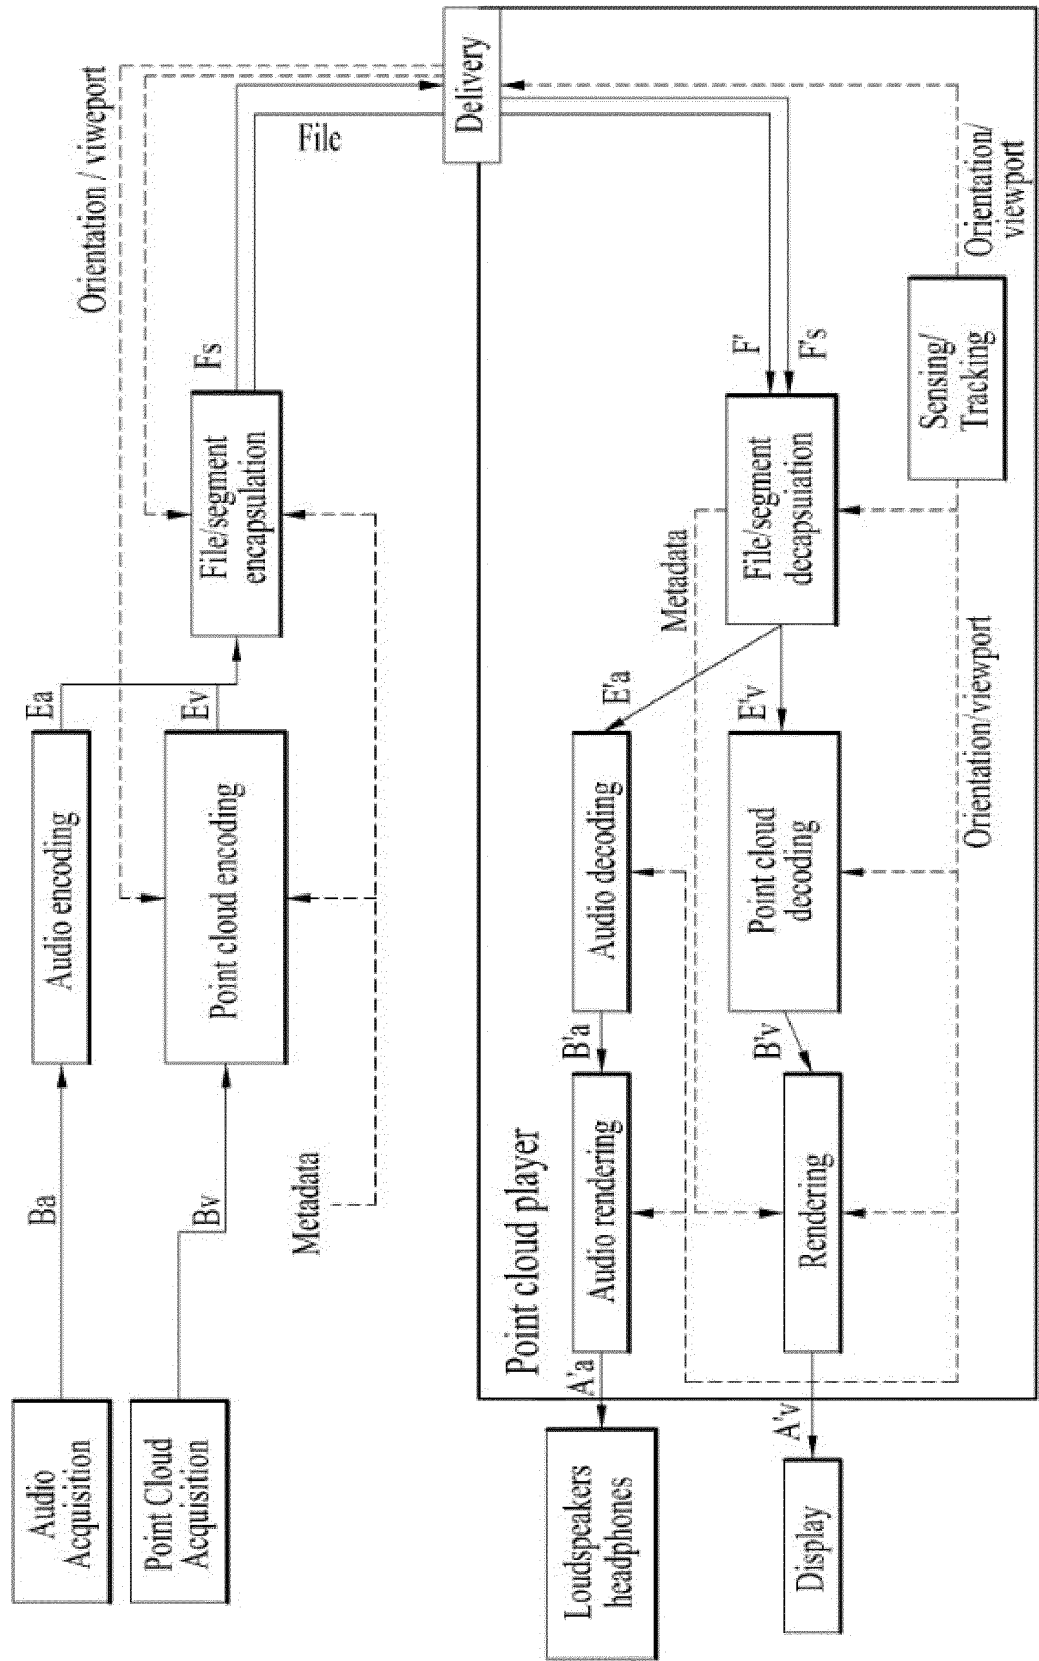 Audio
Acquisition
Ba
Audio encoding
Ea
Point Cloud
Acquisition
Bv
Point cloud encoding
Ev
Orientation / viweport
File/segment
encapsulation
Fs
File
Metadata
Delivery
Point cloud player
Loudspeakers
headphones
A'a
Audio rendering
B'a
Audio decoding
E'a
Metadata
Display
A'v
Rendering
B'v
Point cloud
decoding
E'v
File/segment
decapsuiation
F'
F's
Orientation/viewport
Sensing/
Tracking
Orientation/
viewport